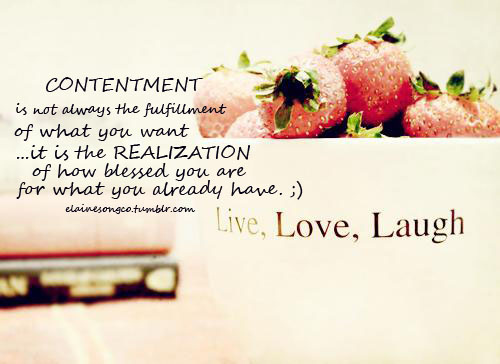 CONTENTMENT
is not always the fulfillment
of what you want
...it is the REALIZATION
of how blessed you are
for what you already have. ;)
elainesongco.tumblr.com
Live, Love, Laugh